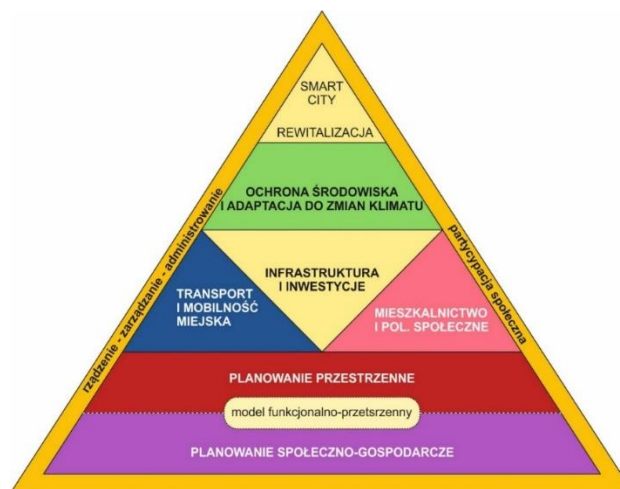 SMART
CITY
REWITALIZACJA
OCHRONA ŚRODOWISKA
I ADAPTACJA DO ZMIAN KLIMATU
rządzenie - zarządzanie - administrowanie
partycypacja społeczna
INFRASTRUKTURA
I INWESTYCJE
TRANSPORT
I MOBILNOŚĆ
MIEJSKA
MIESZKALNICTWO
I POL. SPOŁECZNE
PLANOWANIE PRZESTRZENNE
model funkcjonalno-przetsrzenny
PLANOWANIE SPOŁECZNO-GOSPODARCZE